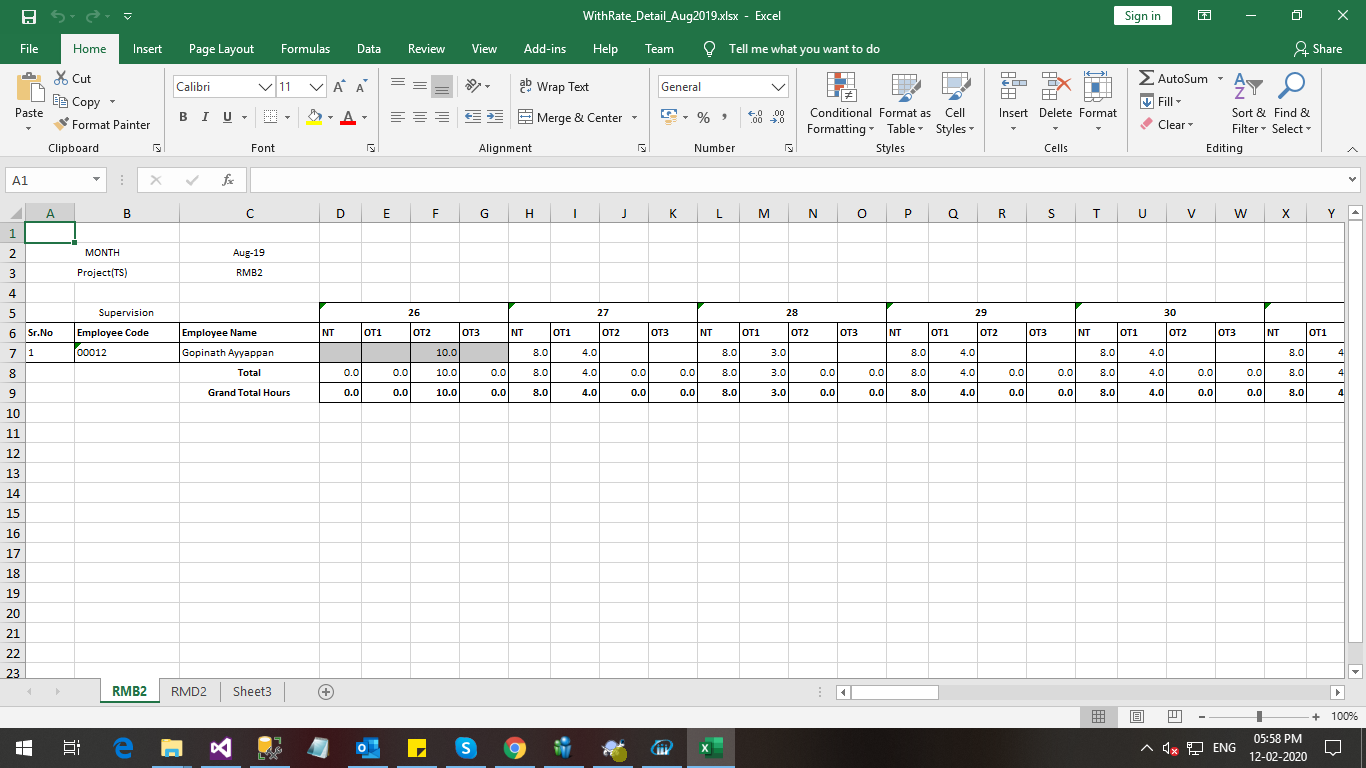 WithRate_Detail_Aug2019.xlsx - Excel
Sign in
File Home Insert Page Layout Formulas Data Review View Add-ins Help Team Tell me what you want to do Share
Paste Cut Copy Format Painter Clipboard
Calibri 11 A A B I U A Font
ab Wrap Text Merge & Center Alignment
General % , .00 .0 Number
Conditional Formatting Format as Table Cell Styles Styles
Insert Delete Format Cells
AutoSum Fill Clear Sort & Filter Find & Select Editing
A1 fx
A B C D E F G H I J K L M N O P Q R S T U V W X Y
1
2 MONTH Aug-19
3 Project(TS) RMB2
4
5 Supervision 26 27 28 29 30
6 Sr.No Employee Code Employee Name NT OT1 OT2 OT3 NT OT1 OT2 OT3 NT OT1 OT2 OT3 NT OT1 OT2 OT3 NT OT1 OT2 OT3 NT OT1
7 1 00012 Gopinath Ayyappan 10.0 8.0 4.0 8.0 3.0 8.0 4.0 8.0 4.0 8.0 4
8 Total 0.0 0.0 10.0 0.0 8.0 4.0 0.0 0.0 8.0 3.0 0.0 0.0 8.0 4.0 0.0 0.0 8.0 4.0 0.0 0.0 8.0 4
9 Grand Total Hours 0.0 0.0 10.0 0.0 8.0 4.0 0.0 0.0 8.0 3.0 0.0 0.0 8.0 4.0 0.0 0.0 8.0 4.0 0.0 0.0 8.0 4
10
11
12
13
14
15
16
17
18
19
20
21
22
23
RMB2 RMD2 Sheet3
100%
ENG 05:58 PM
12-02-2020